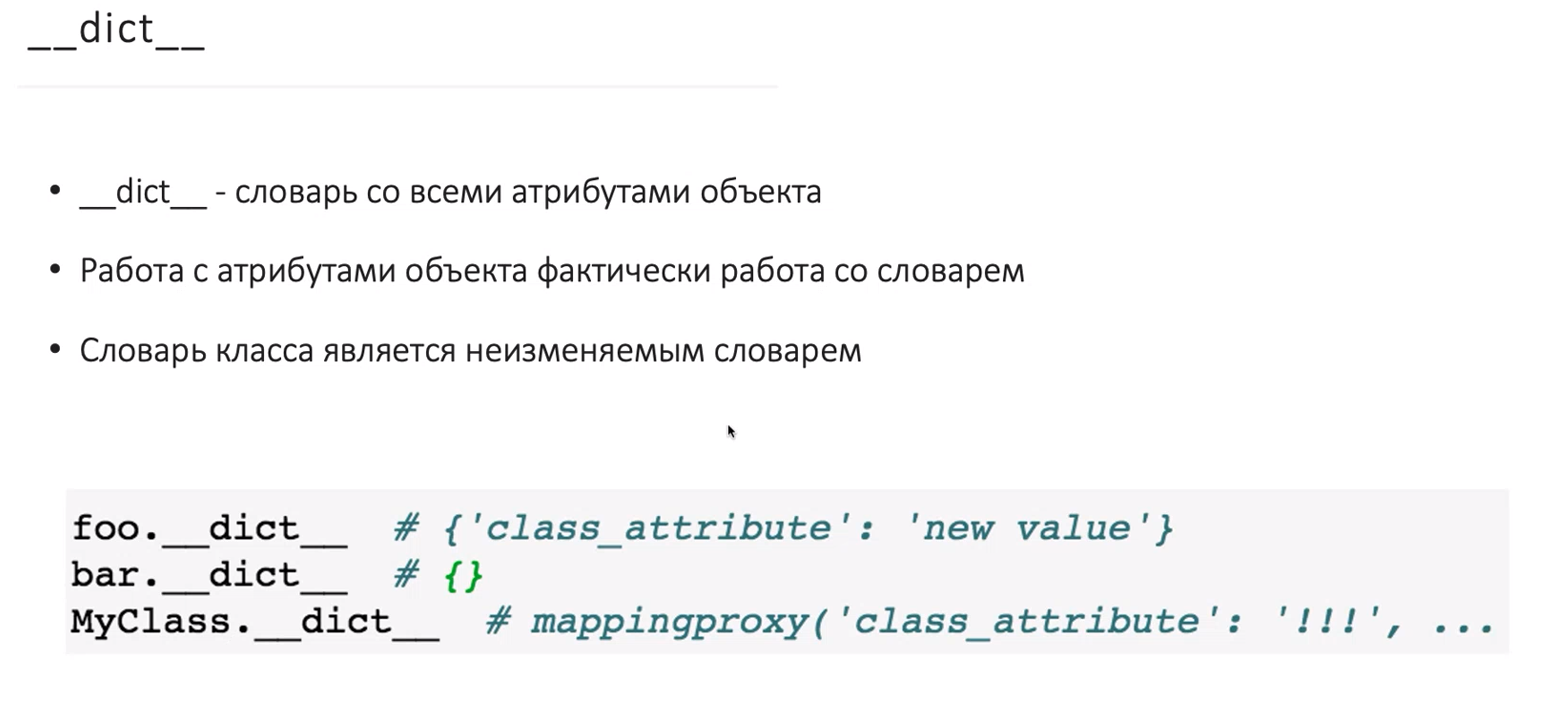 __dict__
• __dict__ - словарь со всеми атрибутами объекта
• Работа с атрибутами объекта фактически работа со словарем
• Словарь класса является неизменяемым словарем
foo.__dict__  # {'class_attribute': 'new value'}
bar.__dict__  # {}
MyClass.__dict__  # mappingproxy('class_attribute': '!!!', ...